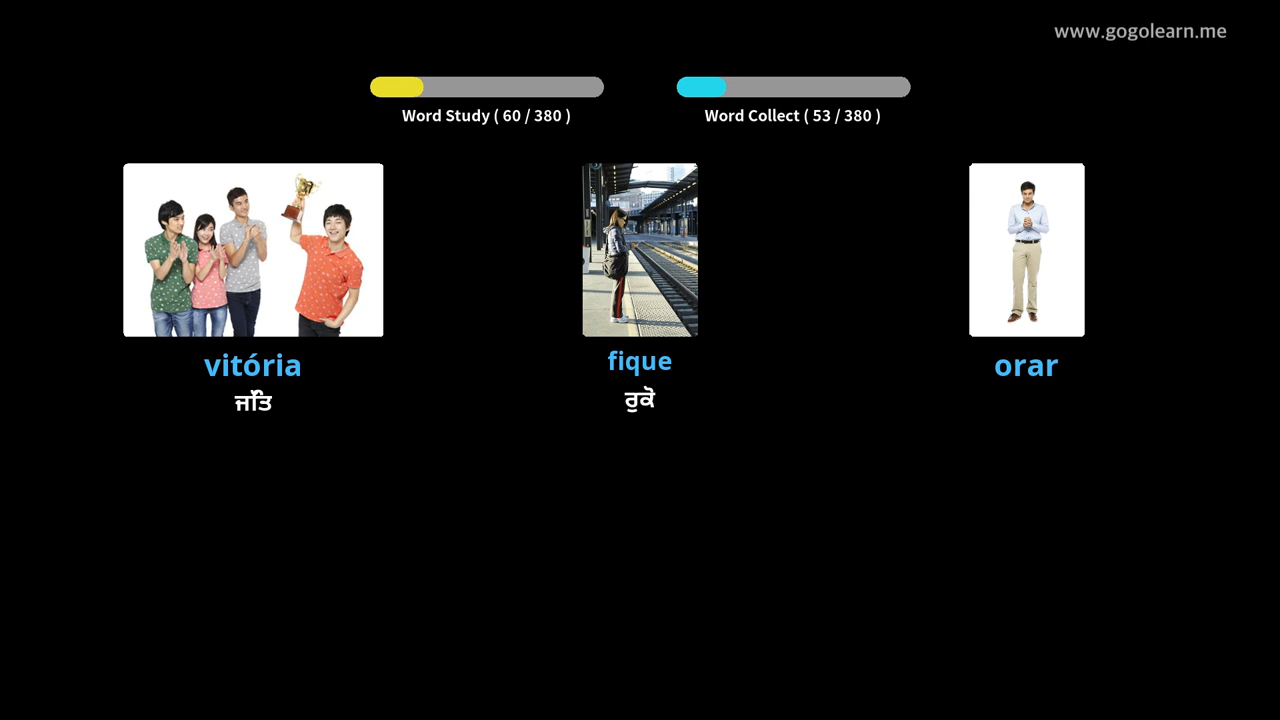 www.gogolearn.me
Word Study ( 60 / 380 )
Word Collect ( 53 / 380 )
vitória
fique
orar
ਜਿੱਤ
ਰੁਕੋ